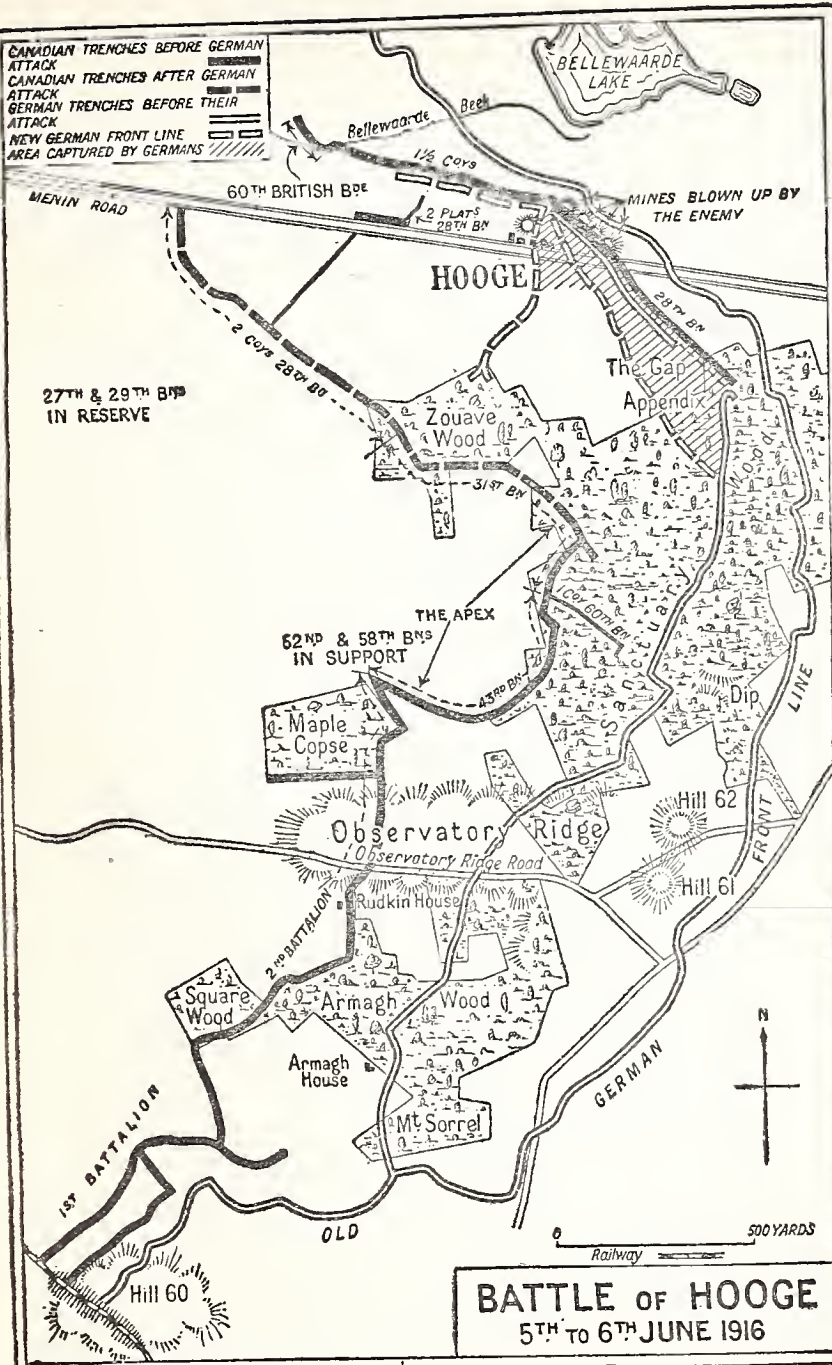 CANADIAN TRENCHES BEFORE GERMAN
ATTACK
CANADIAN TRENCHES AFTER GERMAN
ATTACK
GERMAN TRENCHES BEFORE THEIR
ATTACK
NEW GERMAN FRONT LINE
AREA CAPTURED BY GERMANS
BELLEWAARDE
LAKE
Bellewaarde Beek
1½ COYS
60TH BRITISH BDE
MENIN ROAD
2 PLATS
28TH BN
MINES BLOWN UP BY
THE ENEMY
HOOGE
28TH BN
2 COYS 28TH BN
27TH & 29TH BNS
IN RESERVE
The Gap
Appendix
Zouave
Wood
31ST BN
Sanctuary Wood
1 COY 60TH BN
THE APEX
52ND & 58TH BNS
IN SUPPORT
43RD BN
Maple
Copse
Dip
Hill 62
Observatory Ridge
Observatory Ridge Road
Hill 61
Rudkin House
2ND BATTALION
Square
Wood
Armagh Wood
Armagh
House
Mt Sorrel
N
1ST BATTALION
OLD GERMAN FRONT LINE
Hill 60
0 500 YARDS
Railway
BATTLE OF HOOGE
5TH TO 6TH JUNE 1916